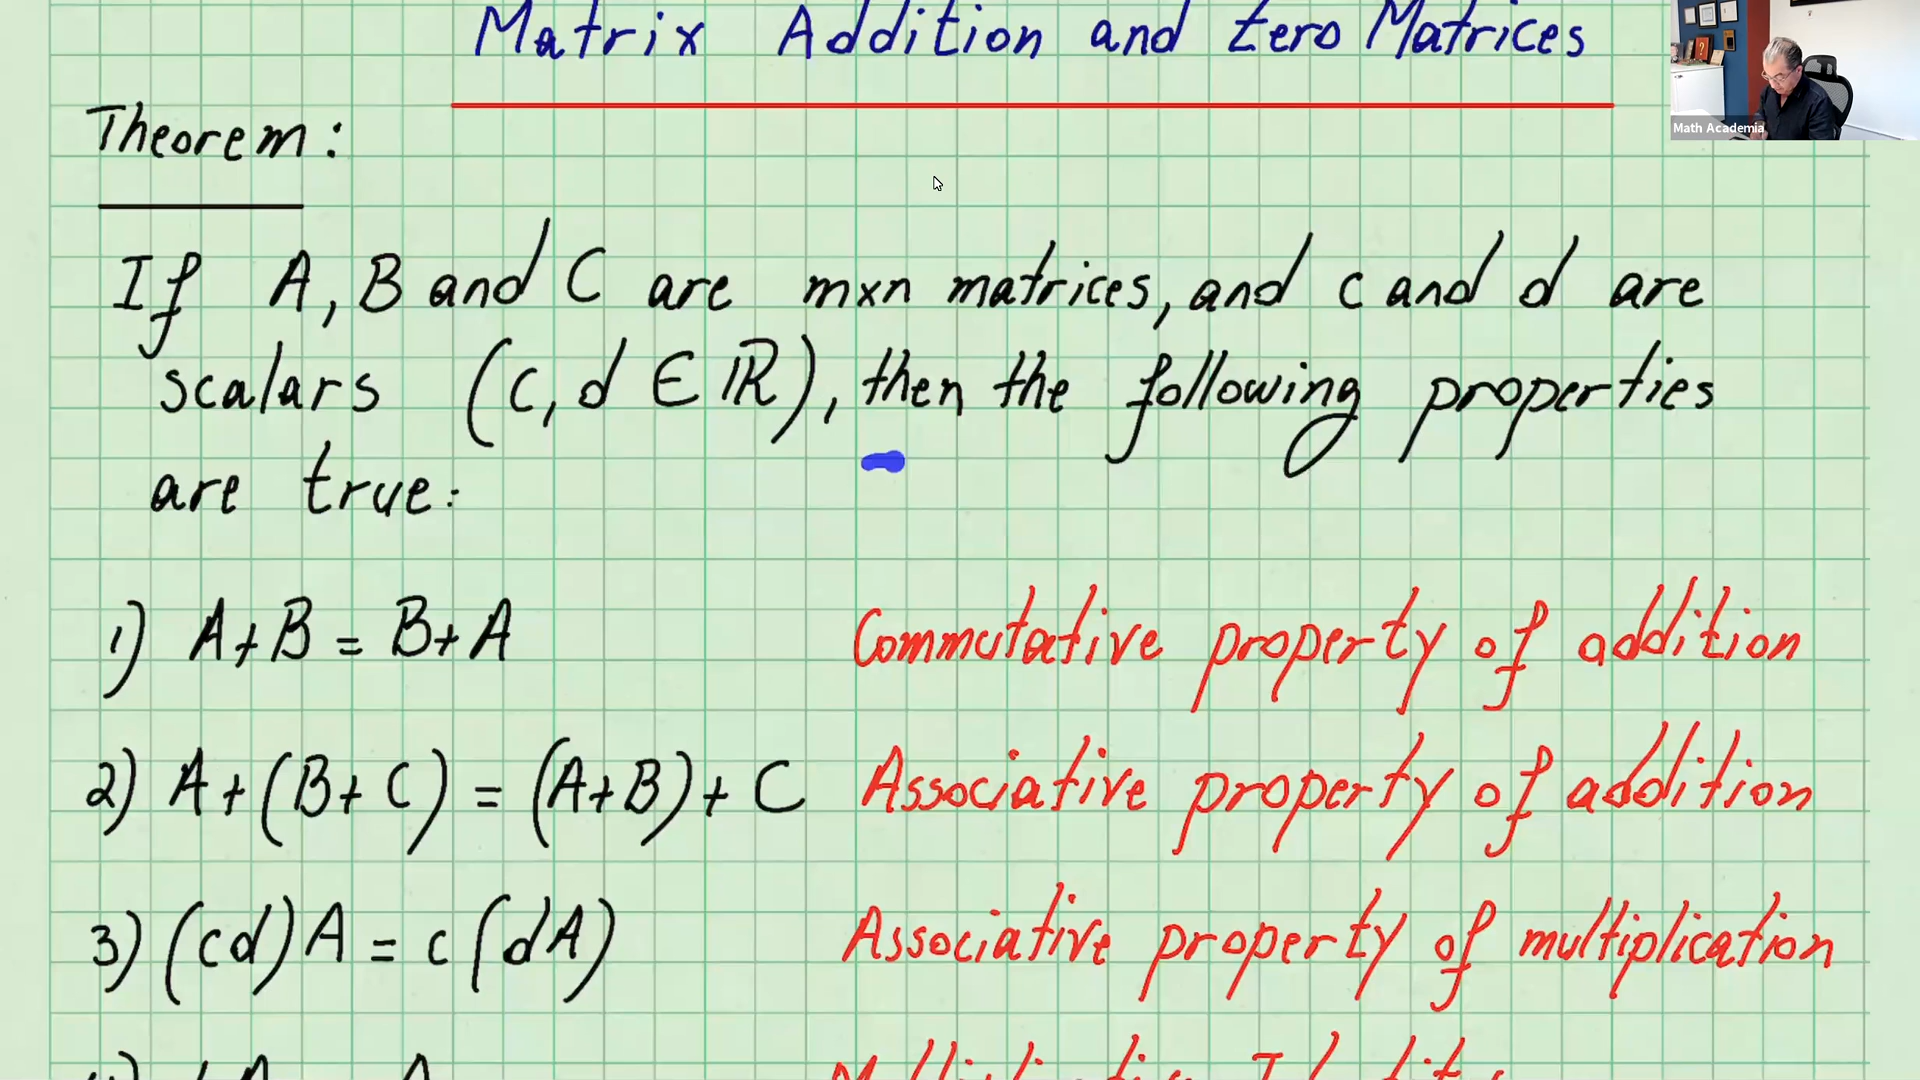 Matrix Addition and Zero Matrices
Math Academia
Theorem:
If A, B and C are mxn matrices, and c and d are
scalars (c, d ∈ ℝ), then the following properties
are true:
1) A+B = B+A Commutative property of addition
2) A+(B+C) = (A+B)+C Associative property of addition
3) (cd)A = c(dA) Associative property of multiplication